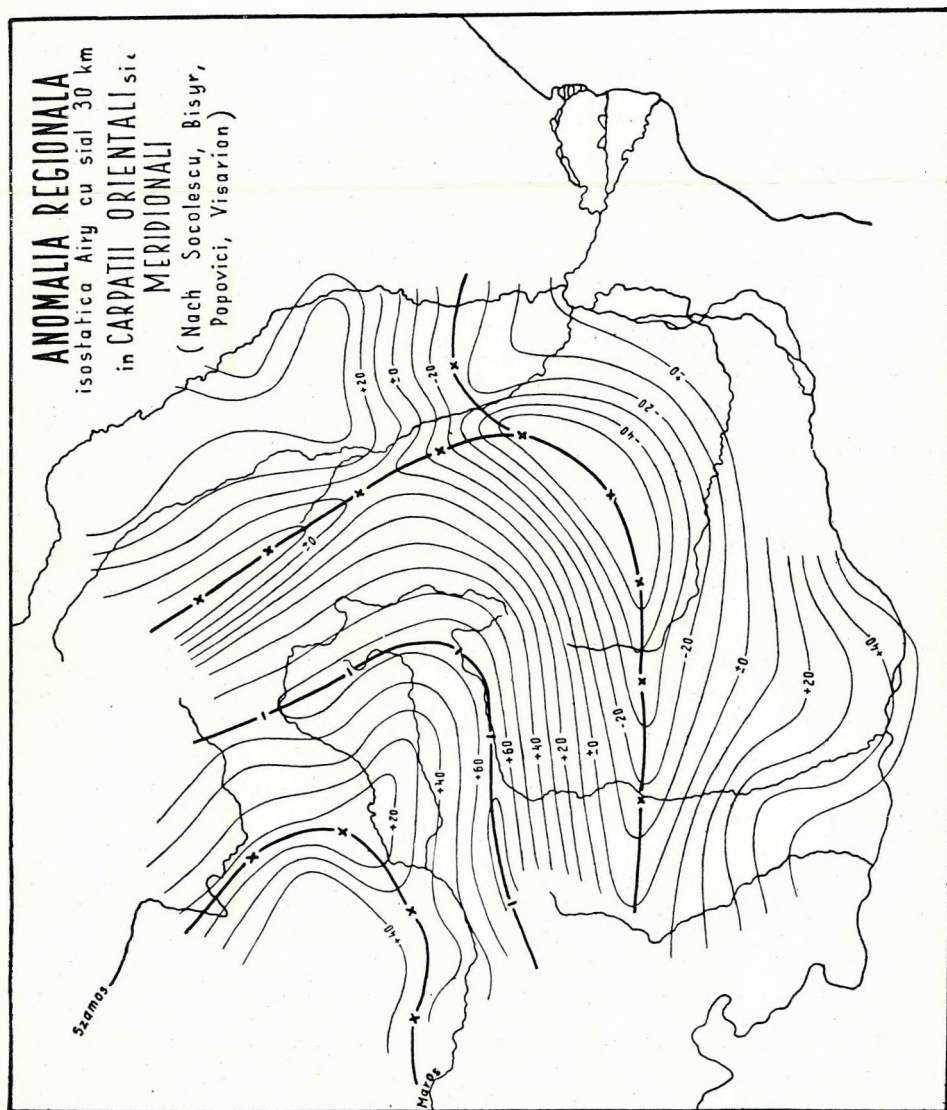 ANOMALIA REGIONALA
isostatica Airy cu sial 30 km
in CARPATII ORIENTALI si
MERIDIONALI
(Nach Socolescu, Bisyr,
Popovici, Visarion)
Szamos
Maros
+20
±0
-20
±0
-40
-20
±0
+40
+20
+40
+60
+60
+40
+20
±0
-20
-20
±0
+20
+40